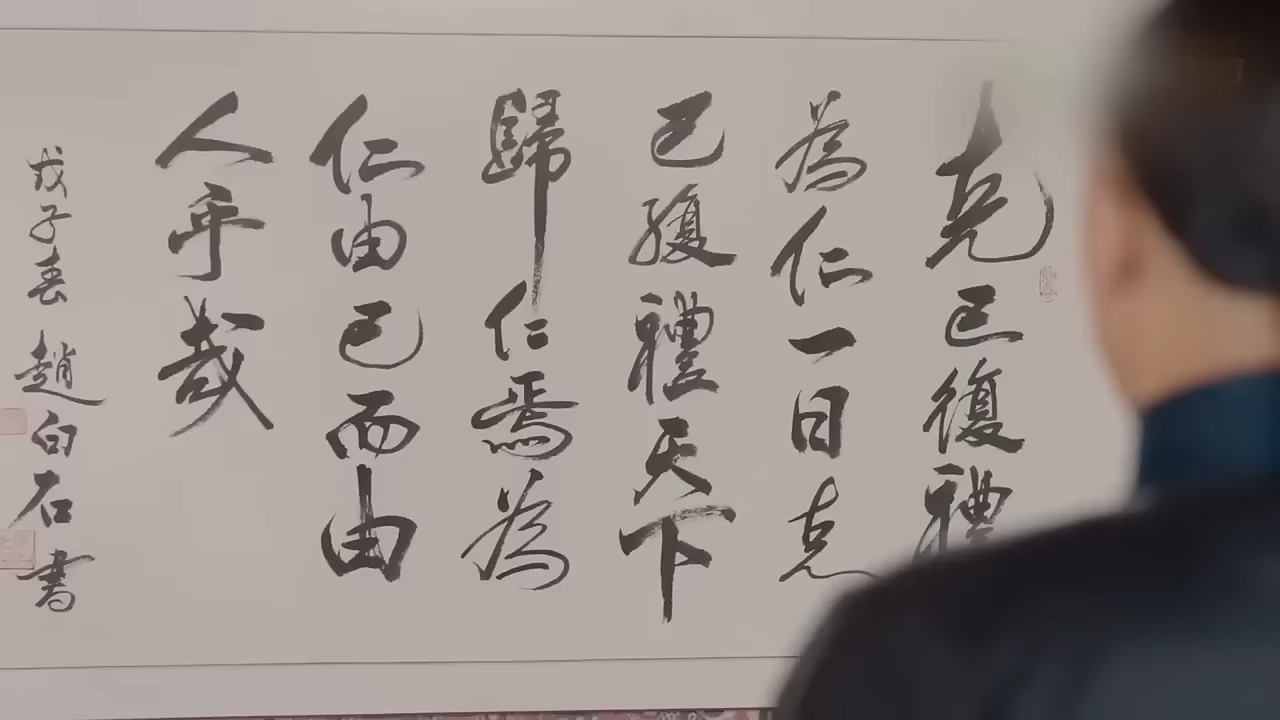 克己復禮
為仁一日克
己復禮天下
歸仁焉為
仁由己而由
人乎哉
戊子春 趙白石書